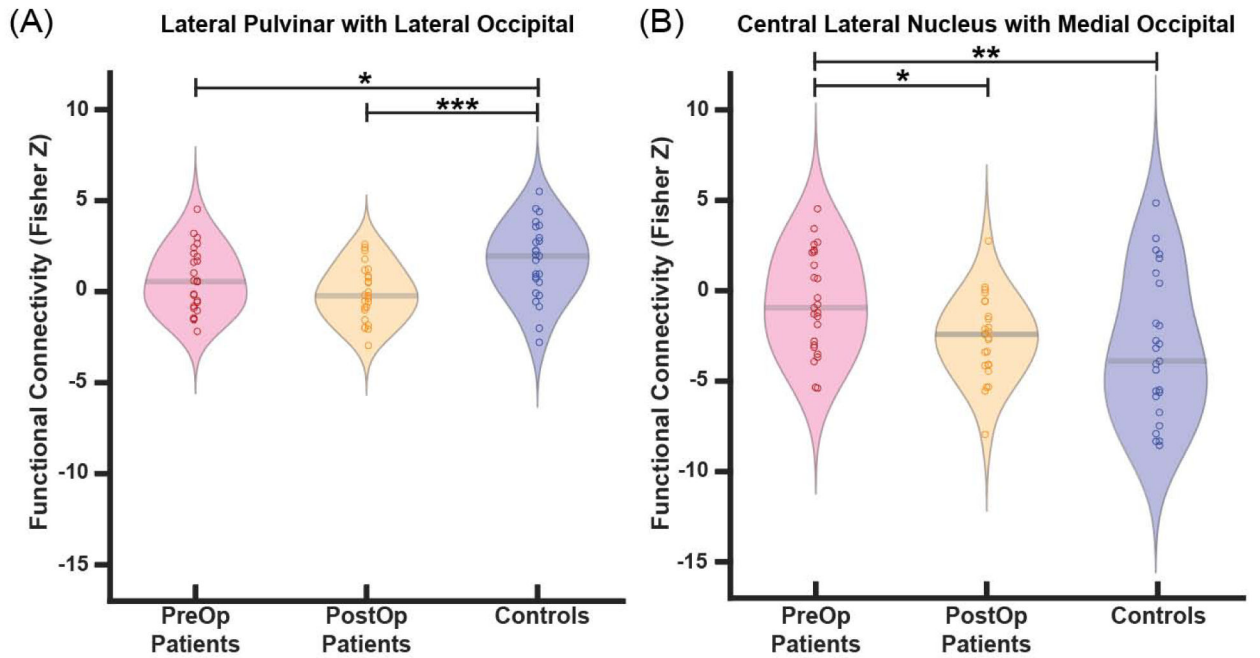 (A) Lateral Pulvinar with Lateral Occipital
*
***
Functional Connectivity (Fisher Z)
10
5
0
-5
-10
-15
PreOp
Patients
PostOp
Patients
Controls
(B) Central Lateral Nucleus with Medial Occipital
**
*
Functional Connectivity (Fisher Z)
10
5
0
-5
-10
-15
PreOp
Patients
PostOp
Patients
Controls